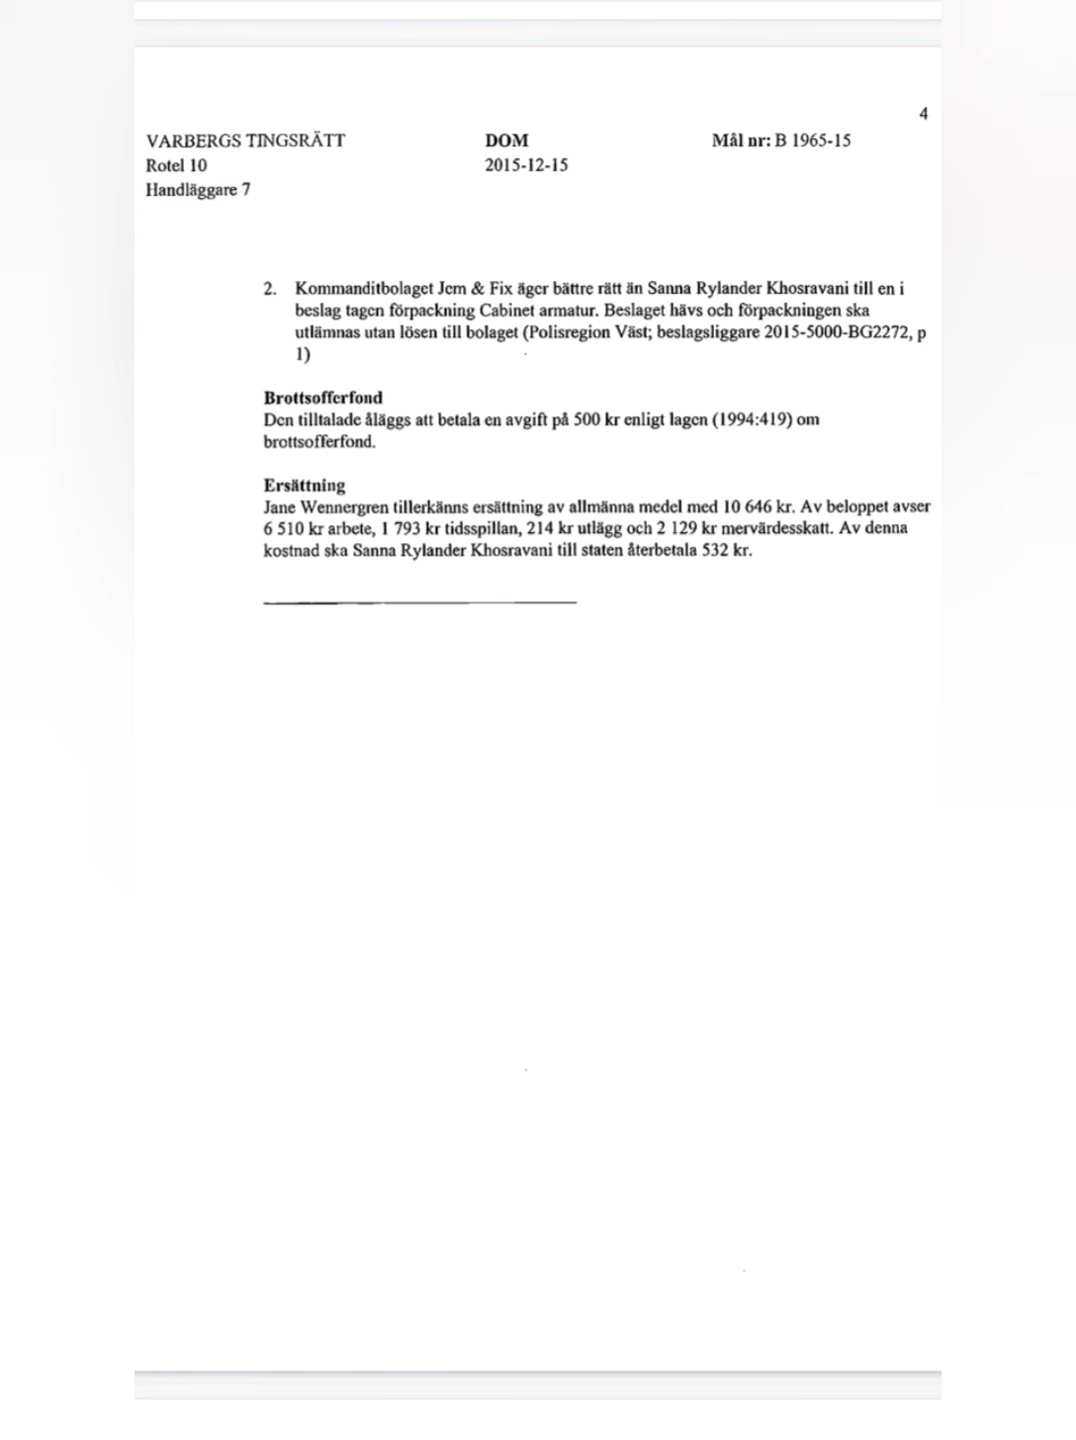 4
VARBERGS TINGSRÄTT DOM Mål nr: B 1965-15
Rotel 10 2015-12-15
Handläggare 7
2. Kommanditbolaget Jem & Fix äger bättre rätt än Sanna Rylander Khosravani till en i
beslag tagen förpackning Cabinet armatur. Beslaget hävs och förpackningen ska
utlämnas utan lösen till bolaget (Polisregion Väst; beslagsliggare 2015-5000-BG2272, p
1)
Brottsofferfond
Den tilltalade åläggs att betala en avgift på 500 kr enligt lagen (1994:419) om
brottsofferfond.
Ersättning
Jane Wennergren tillerkänns ersättning av allmänna medel med 10 646 kr. Av beloppet avser
6 510 kr arbete, 1 793 kr tidsspillan, 214 kr utlägg och 2 129 kr mervärdesskatt. Av denna
kostnad ska Sanna Rylander Khosravani till staten återbetala 532 kr.